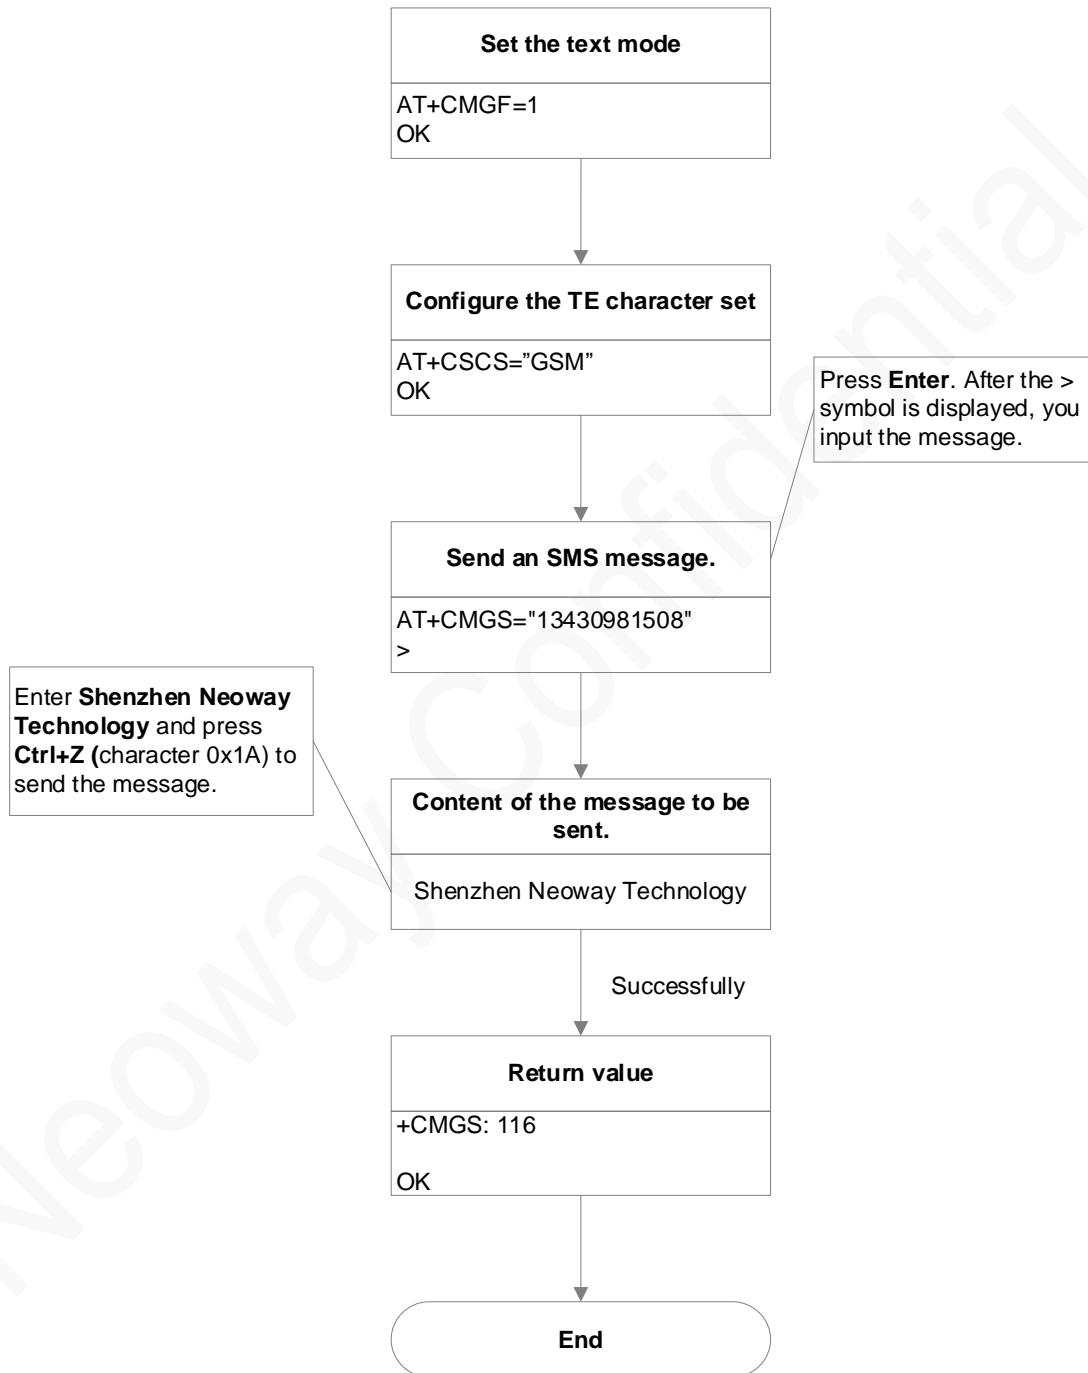 Set the text mode
AT+CMGF=1
OK
Configure the TE character set
AT+CSCS=”GSM”
OK
Press Enter. After the >
symbol is displayed, you
input the message.
Send an SMS message.
AT+CMGS="13430981508"
>
Enter Shenzhen Neoway
Technology and press
Ctrl+Z (character 0x1A) to
send the message.
Content of the message to be
sent.
Shenzhen Neoway Technology
Successfully
Return value
+CMGS: 116
OK
End
Neoway Confidential